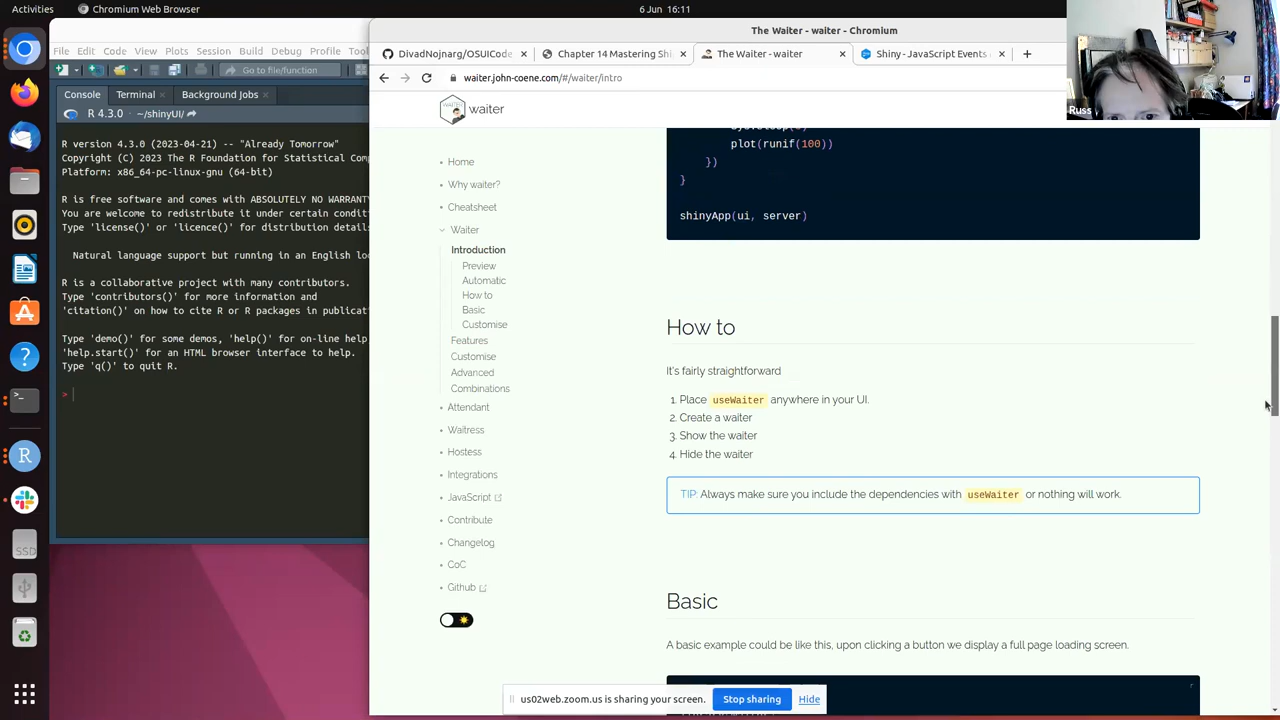 Activities
Chromium Web Browser
6 Jun 16:11
The Waiter - waiter - Chromium
File Edit Code View Plots Session Build Debug Profile
Go to file/function
DivadNojnarg/OSUICode
Chapter 14 Mastering Shi
The Waiter - waiter
Shiny - JavaScript Events
waiter.john-coene.com/#/waiter/intro
Console Terminal Background Jobs
R 4.3.0 · ~/shinyUI/
R version 4.3.0 (2023-04-21) -- "Already Tomorrow"
Copyright (C) 2023 The R Foundation for Statistical Comp
Platform: x86_64-pc-linux-gnu (64-bit)
R is free software and comes with ABSOLUTELY NO WARRANTY
You are welcome to redistribute it under certain condit
Type 'license()' or 'licence()' for distribution details
Natural language support but running in an English lo
R is a collaborative project with many contributors.
Type 'contributors()' for more information and
'citation()' on how to cite R or R packages in publicat
Type 'demo()' for some demos, 'help()' for on-line help
'help.start()' for an HTML browser interface to help.
Type 'q()' to quit R.
>
waiter
Home
Why waiter?
Cheatsheet
Waiter
Introduction
Preview
Automatic
How to
Basic
Customise
Features
Customise
Advanced
Combinations
Attendant
Waitress
Hostess
Integrations
JavaScript
Contribute
Changelog
CoC
Github
plot(runif(100))
})
}
shinyApp(ui, server)
How to
It's fairly straightforward
1. Place useWaiter anywhere in your UI.
2. Create a waiter
3. Show the waiter
4. Hide the waiter
TIP: Always make sure you include the dependencies with useWaiter or nothing will work.
Basic
A basic example could be like this, upon clicking a button we display a full page loading screen.
r
us02web.zoom.us is sharing your screen.
Stop sharing
Hide
Russ
SSD